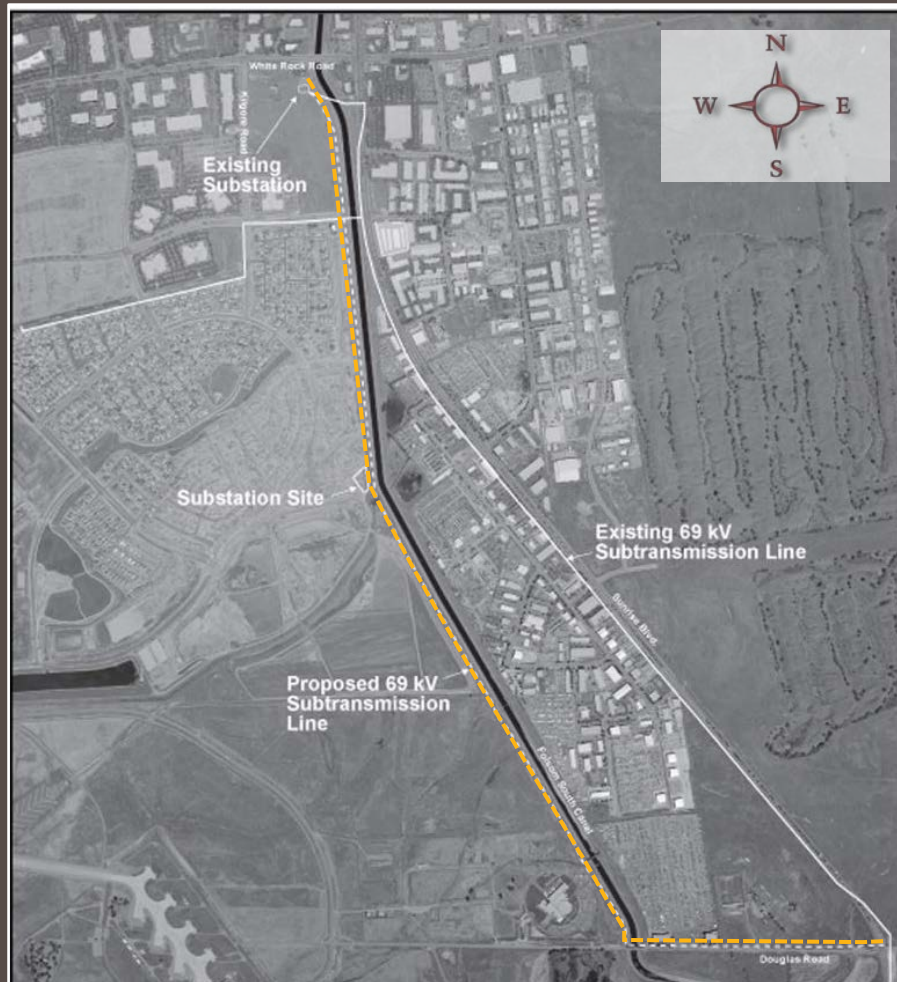 White Rock Road
N
W
E
S
Kilgore Road
Existing
Substation
Substation Site
Existing 69 kV
Subtransmission Line
Sunrise Blvd.
Proposed 69 kV
Subtransmission
Line
Folsom South Canal
Douglas Road